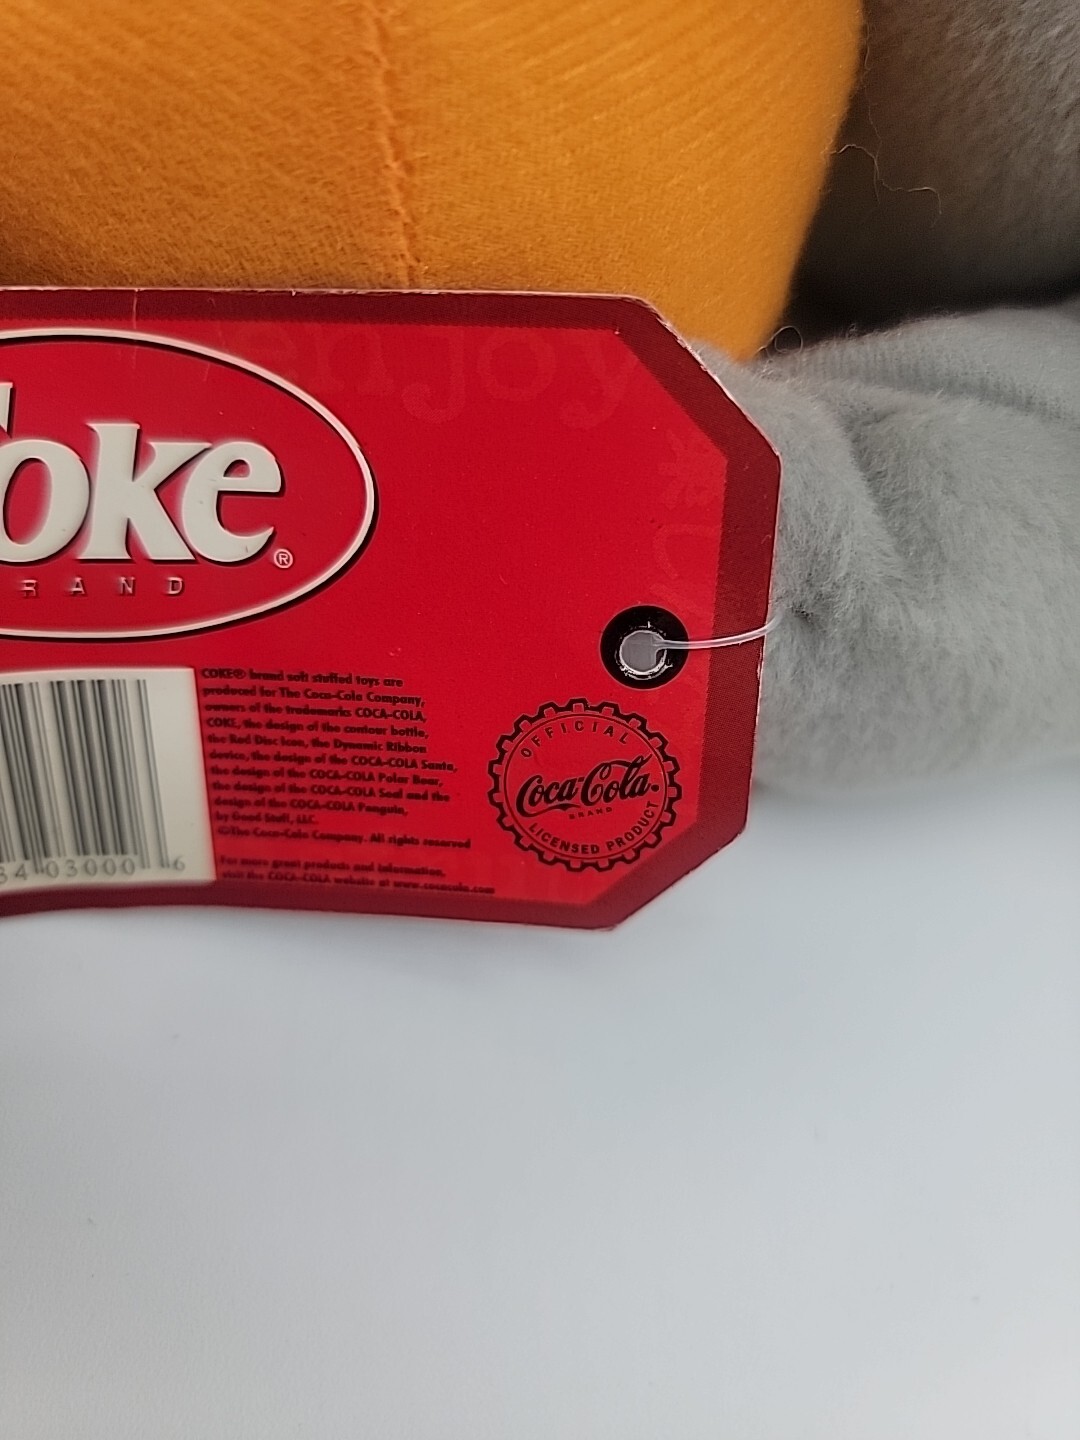 enjoy
Coke®
BRAND
COKE® brand soft stuffed toys are
produced for The Coca-Cola Company,
owners of the trademarks COCA-COLA,
COKE, the design of the contour bottle,
the Red Disc Icon, the Dynamic Ribbon
device, the design of the COCA-COLA Santa,
the design of the COCA-COLA Polar Bear,
the design of the COCA-COLA Seal and the
design of the COCA-COLA Penguin,
by Good Stuff, LLC.
©The Coca-Cola Company. All rights reserved
For more great products and information,
visit the COCA-COLA website at www.cocacola.com
34 03000 6
OFFICIAL
Coca-Cola
BRAND
LICENSED PRODUCT